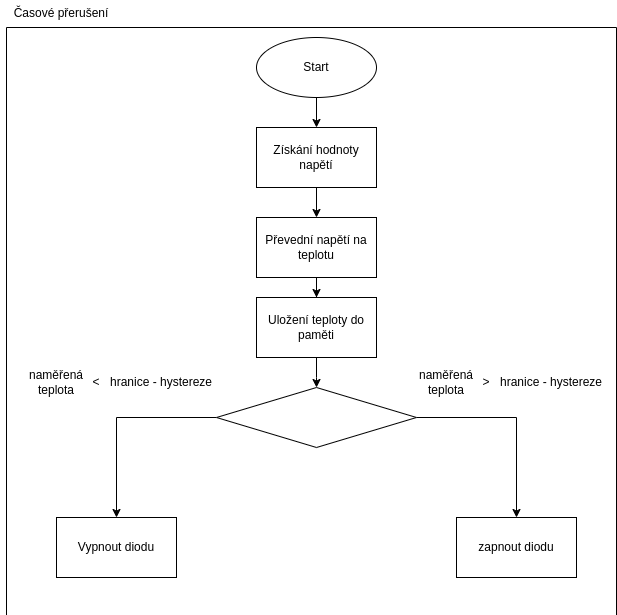 Časové přerušení
Start
Získání hodnoty
napětí
Převední napětí na
teplotu
Uložení teploty do
paměti
naměřená
teplota < hranice - hystereze
naměřená
teplota > hranice - hystereze
Vypnout diodu
zapnout diodu